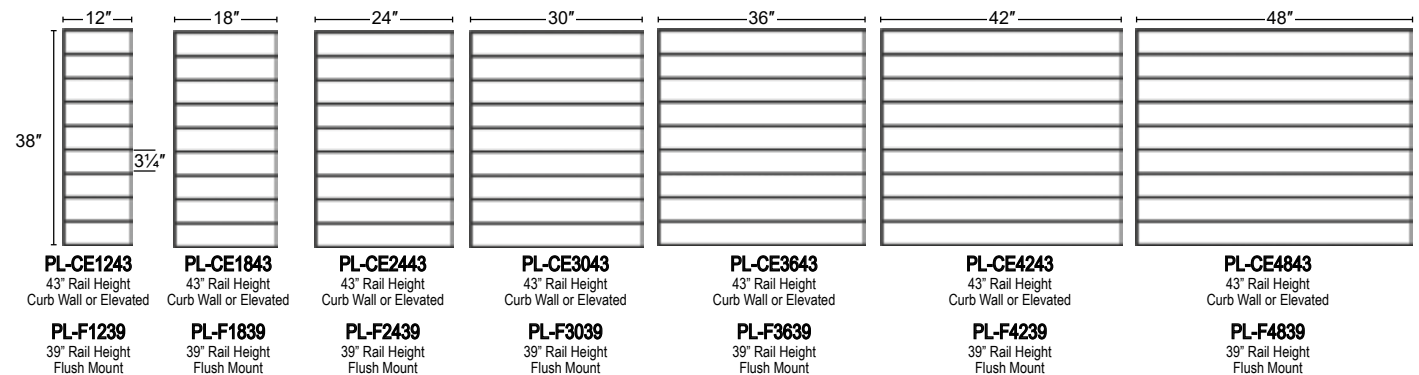 12″ 18″ 24″ 30″ 36″ 42″ 48″
38″
3¼″
PL-CE1243 PL-CE1843 PL-CE2443 PL-CE3043 PL-CE3643 PL-CE4243 PL-CE4843
43” Rail Height 43” Rail Height 43” Rail Height 43” Rail Height 43” Rail Height 43” Rail Height 43” Rail Height
Curb Wall or Elevated Curb Wall or Elevated Curb Wall or Elevated Curb Wall or Elevated Curb Wall or Elevated Curb Wall or Elevated Curb Wall or Elevated
PL-F1239 PL-F1839 PL-F2439 PL-F3039 PL-F3639 PL-F4239 PL-F4839
39” Rail Height 39” Rail Height 39” Rail Height 39” Rail Height 39” Rail Height 39” Rail Height 39” Rail Height
Flush Mount Flush Mount Flush Mount Flush Mount Flush Mount Flush Mount Flush Mount